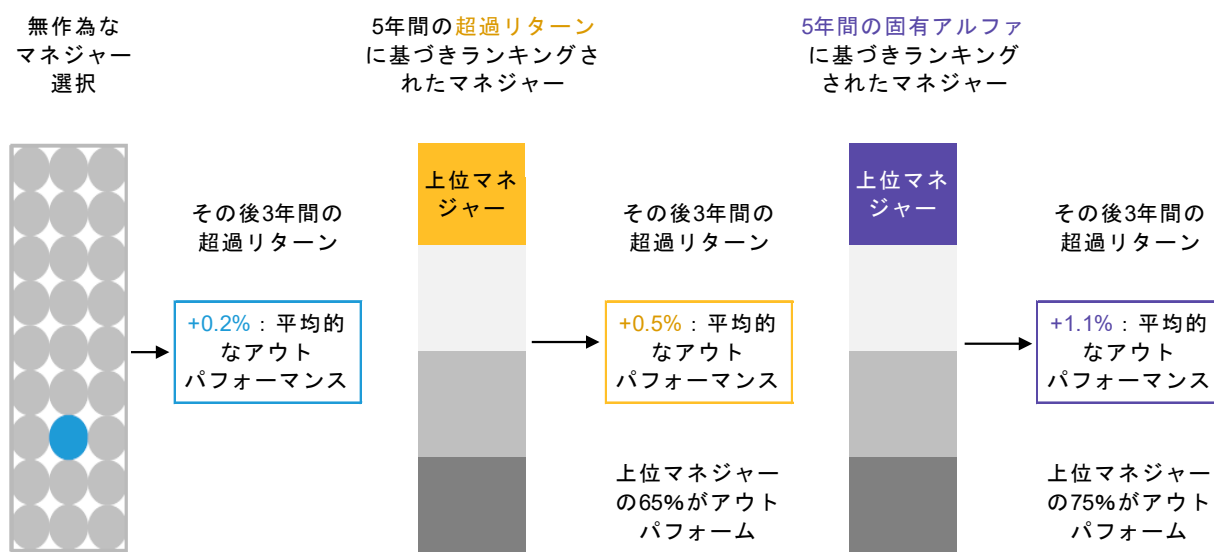 無作為な
マネジャー
選択
5年間の超過リターン
に基づきランキングさ
れたマネジャー
5年間の固有アルファ
に基づきランキング
されたマネジャー
その後3年間の
超過リターン
+0.2%：平均的
なアウト
パフォーマンス
上位マネ
ジャー
その後3年間の
超過リターン
+0.5%：平均的
なアウト
パフォーマンス
上位マネジャー
の65%がアウト
パフォーム
上位マネ
ジャー
その後3年間の
超過リターン
+1.1%：平均的
なアウト
パフォーマンス
上位マネジャー
の75%がアウト
パフォーム